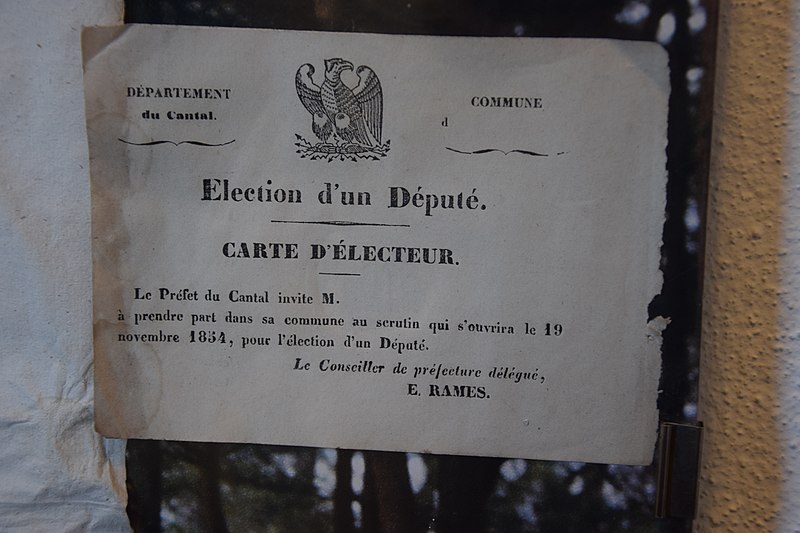 DÉPARTEMENT
du Cantal.
COMMUNE
d
Election d'un Député.
CARTE D'ÉLECTEUR.
Le Préfet du Cantal invite M.
à prendre part dans sa commune au scrutin qui s'ouvrira le 19
novembre 1854, pour l'élection d'un Député.
Le Conseiller de préfecture délégué,
E. RAMES.